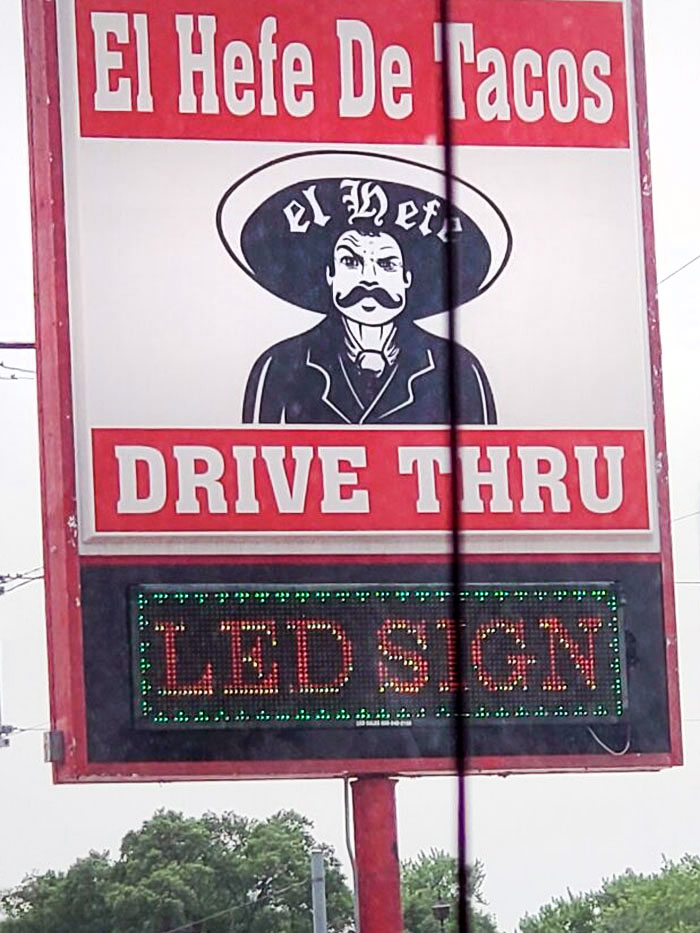 El Hefe De Tacos
el Hefe
DRIVE THRU
LED SIGN